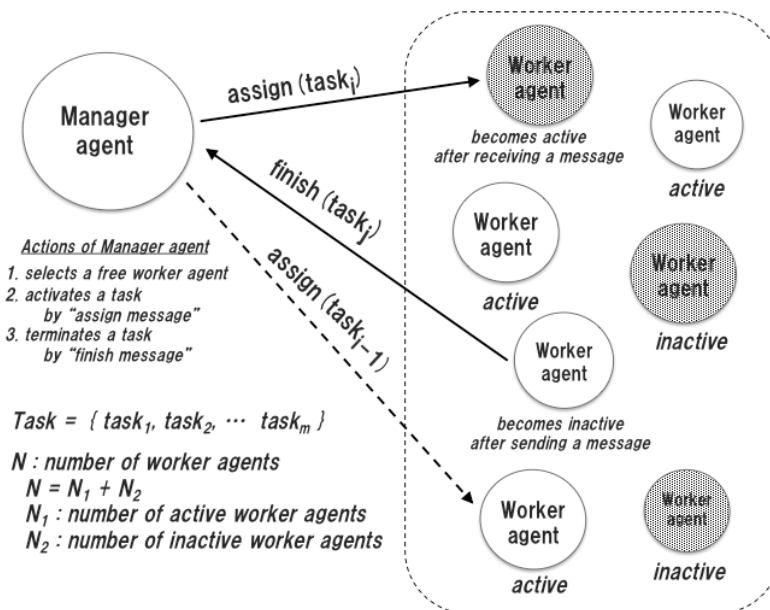 Manager
agent
assign (task_i)
finish (task_j)
assign (task_{i-1})
Actions of Manager agent
1. selects a free worker agent
2. activates a task
by “assign message”
3. terminates a task
by “finish message”
Task = { task_1, task_2, ⋯ task_m }
N : number of worker agents
N = N_1 + N_2
N_1 : number of active worker agents
N_2 : number of inactive worker agents
Worker
agent
becomes active
after receiving a message
Worker
agent
active
Worker
agent
active
Worker
agent
inactive
Worker
agent
becomes inactive
after sending a message
Worker
agent
active
Worker
agent
inactive